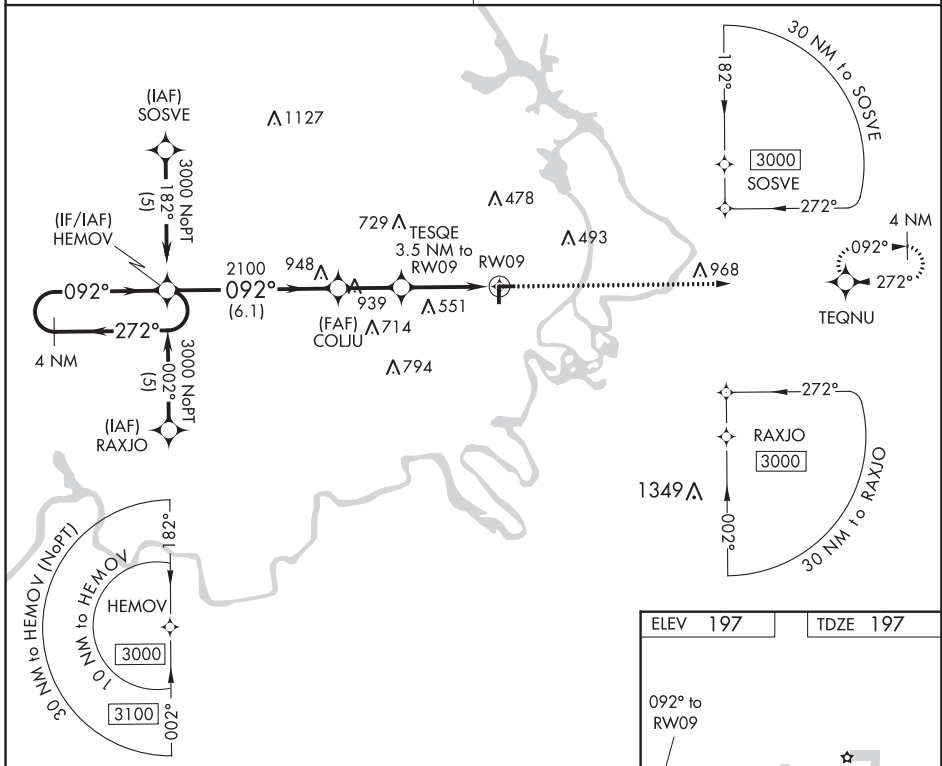 (IAF)
SOSVE
1127
3000 NoPT
182°
(5)
(IF/IAF)
HEMOV
092°
272°
4 NM
2100
092°
(6.1)
948
939
(FAF)
COLJU
714
729
TESQE
3.5 NM to
RW09
551
794
RW09
478
493
968
3000 NoPT
002°
(5)
(IAF)
RAXJO
30 NM to SOSVE
182°
3000
SOSVE
272°
4 NM
092°
272°
TEQNU
272°
RAXJO
3000
1349
002°
30 NM to RAXJO
30 NM to HEMOV (NoPT)
10 NM to HEMOV
182°
HEMOV
3000
3100
002°
ELEV 197
TDZE 197
092° to
RW09